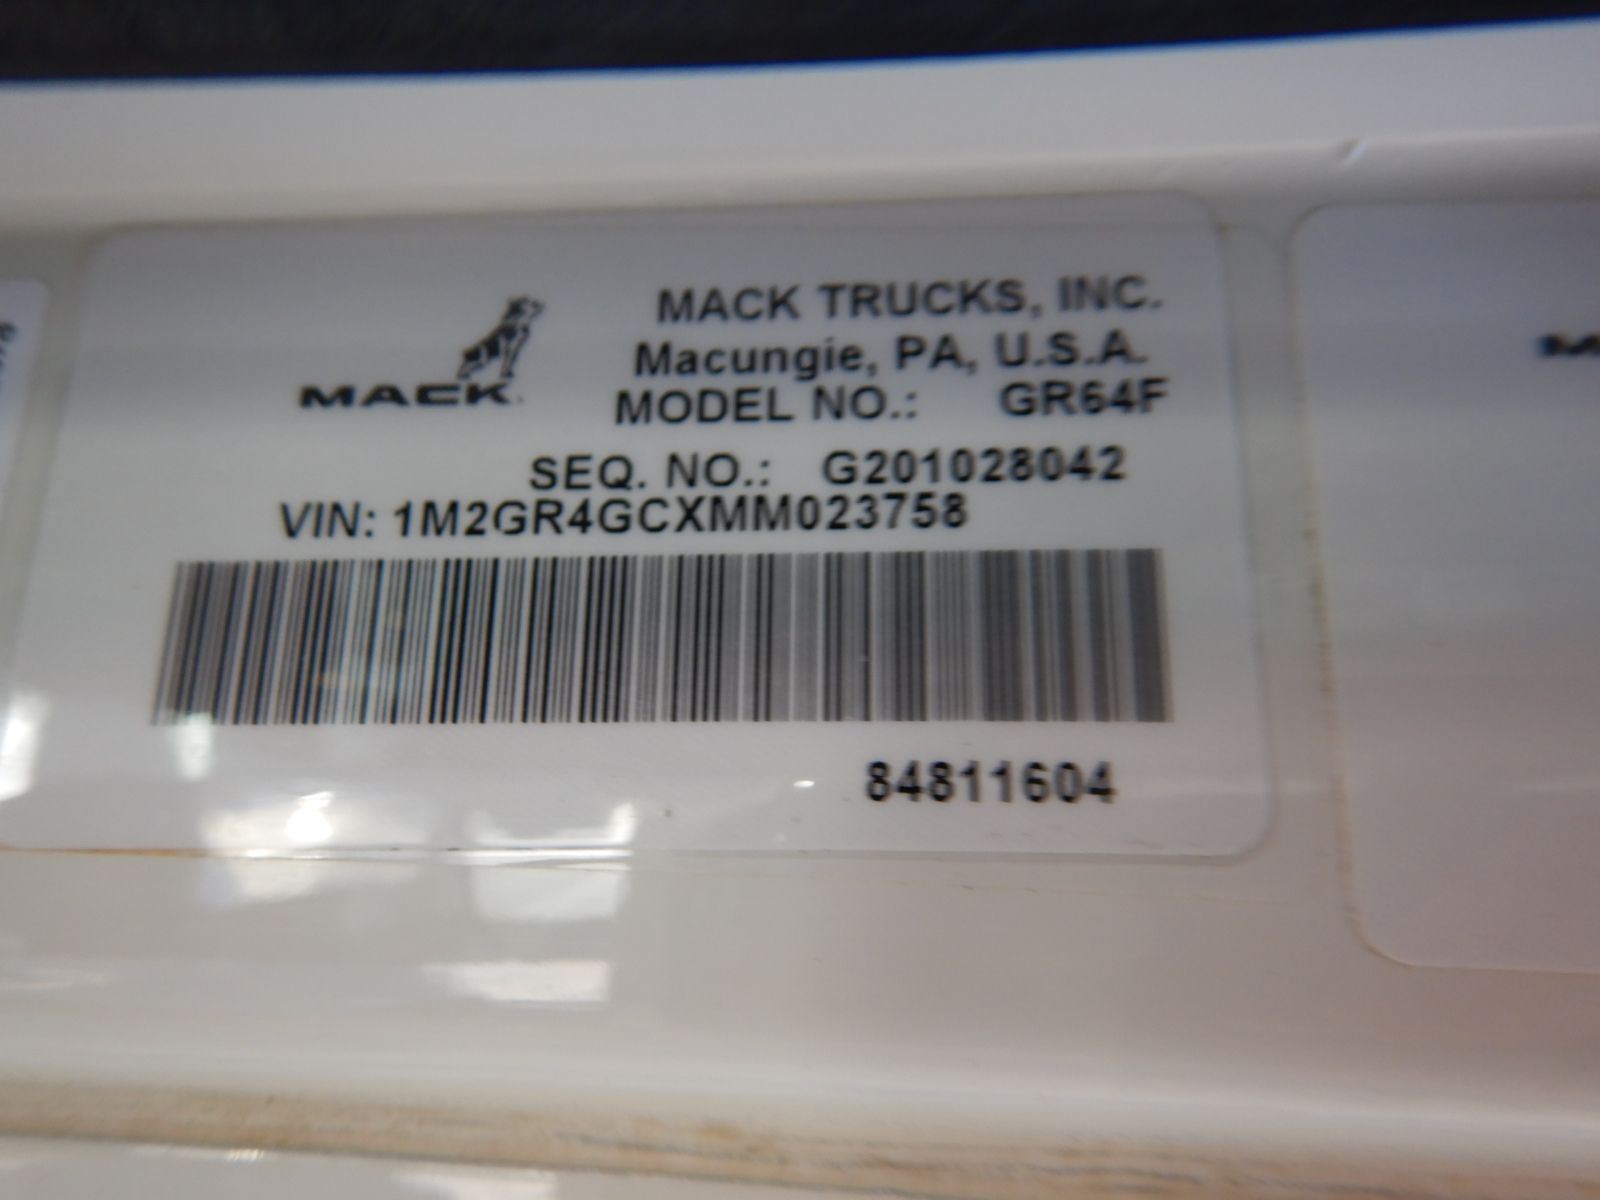 MACK
MACK TRUCKS, INC.
Macungie, PA, U.S.A.
MODEL NO.: GR64F
SEQ. NO.: G201028042
VIN: 1M2GR4GCXMM023758
84811604